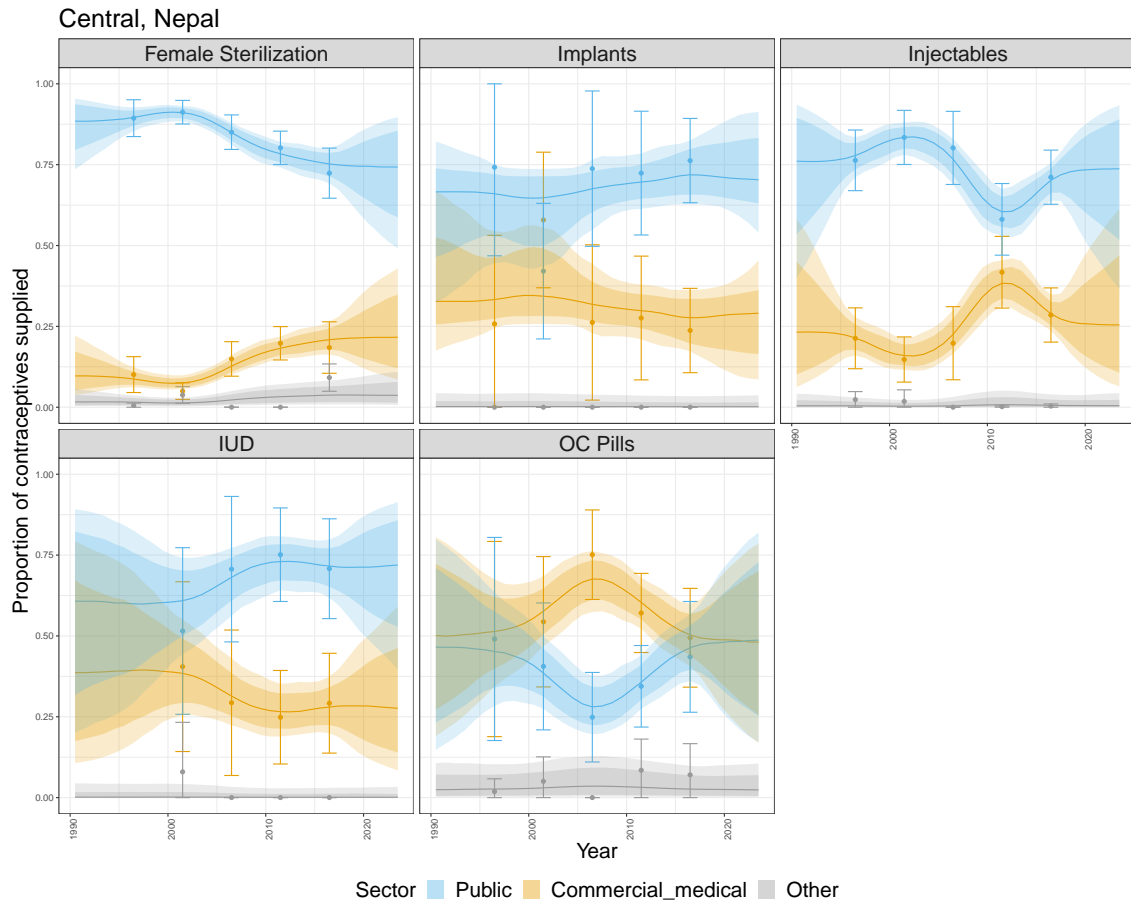 Central, Nepal
Female Sterilization
Implants
Injectables
1.00
0.75
0.50
0.25
0.00
1990
2000
2010
2020
IUD
OC Pills
1.00
0.75
0.50
0.25
0.00
1990
2000
2010
2020
1990
2000
2010
2020
Proportion of contraceptives supplied
Year
Sector Public Commercial_medical Other